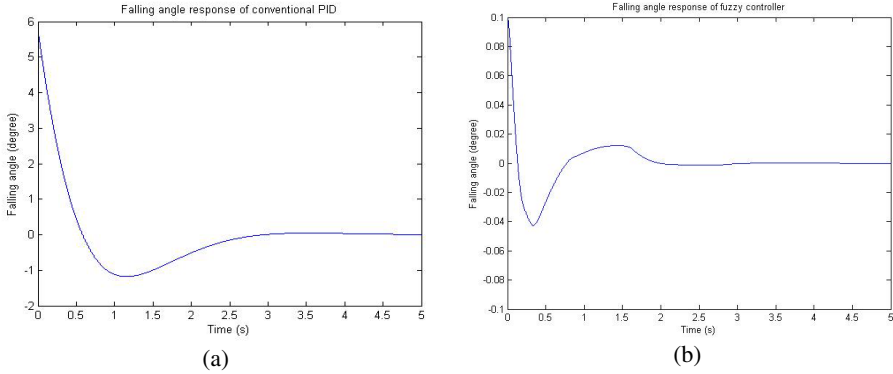 Falling angle response of conventional PID
6
5
4
3
2
1
0
-1
-2
Falling angle (degree)
0 0.5 1 1.5 2 2.5 3 3.5 4 4.5 5
Time (s)
(a)
Falling angle response of fuzzy controller
0.1
0.08
0.06
0.04
0.02
0
-0.02
-0.04
-0.06
-0.08
-0.1
Falling angle (degree)
0 0.5 1 1.5 2 2.5 3 3.5 4 4.5 5
Time (s)
(b)